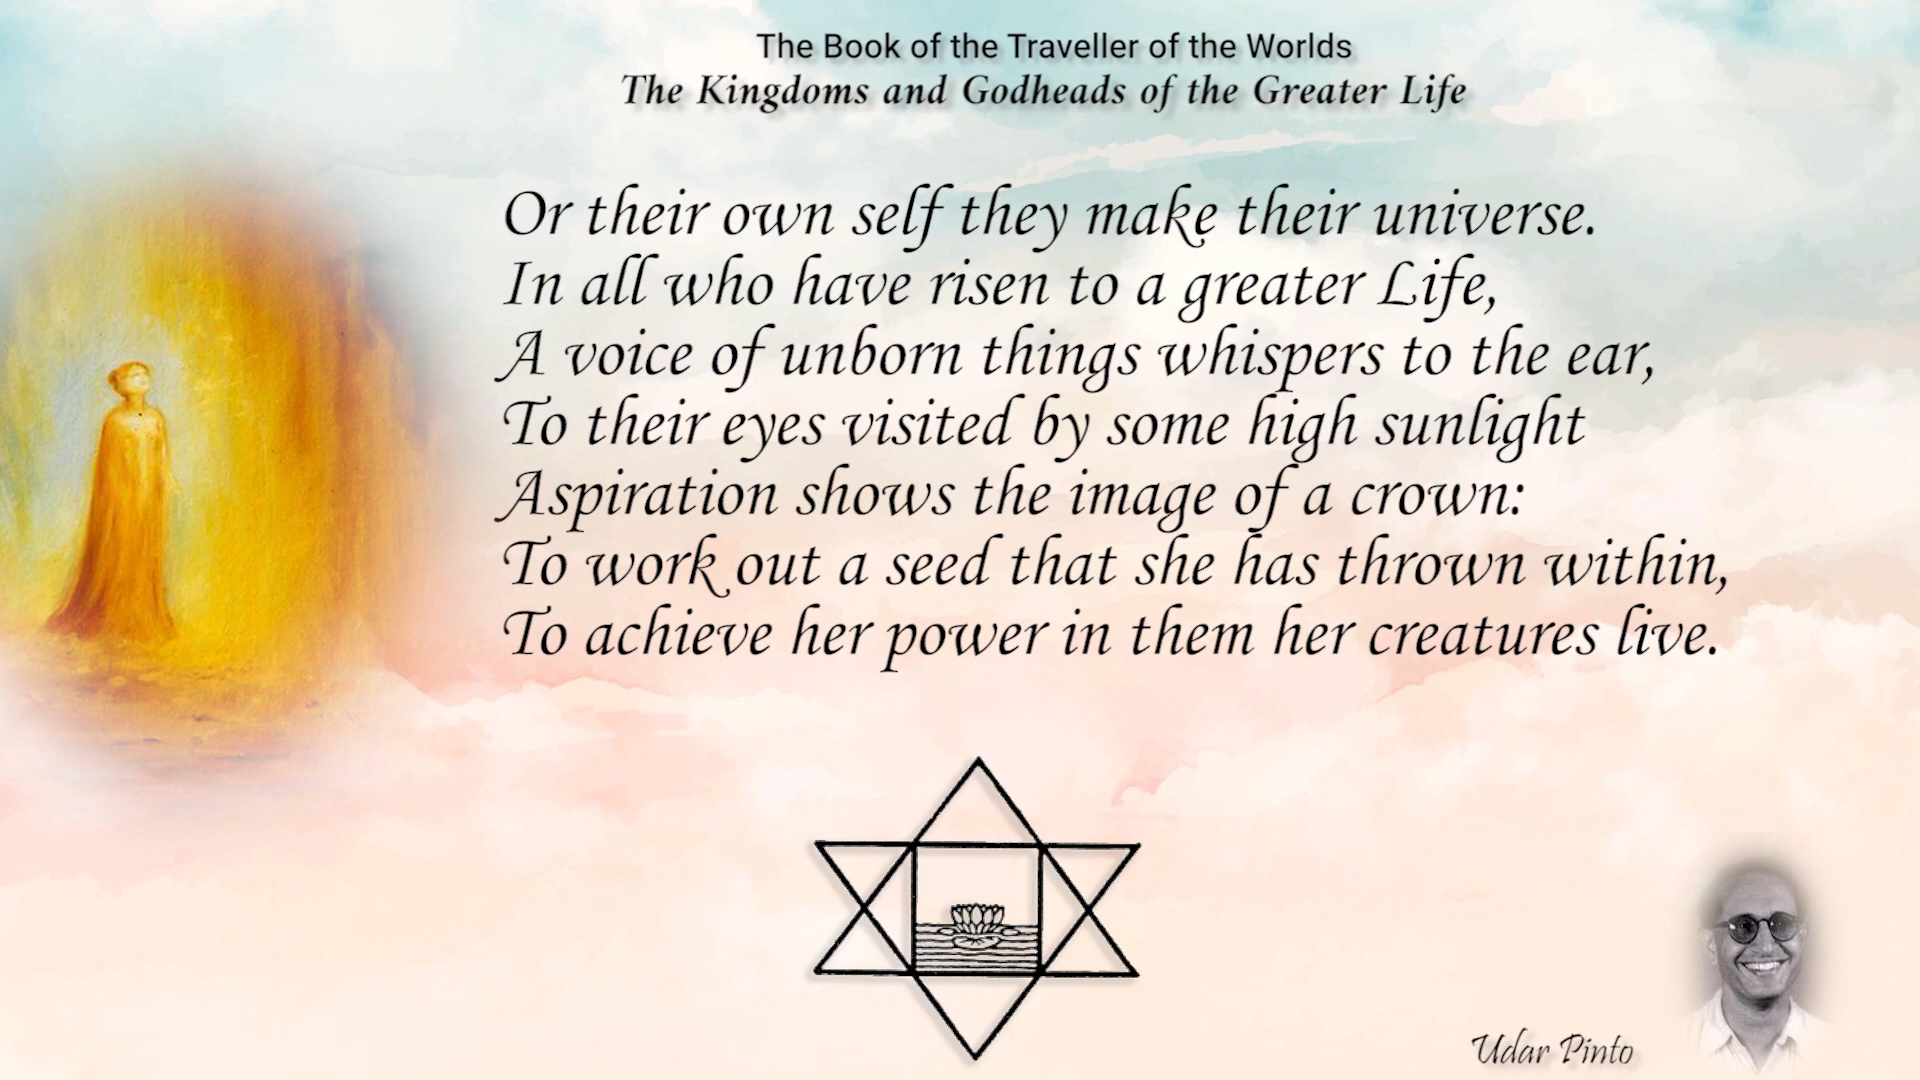 The Book of the Traveller of the Worlds
The Kingdoms and Godheads of the Greater Life
Or their own self they make their universe.
In all who have risen to a greater Life,
A voice of unborn things whispers to the ear,
To their eyes visited by some high sunlight
Aspiration shows the image of a crown:
To work out a seed that she has thrown within,
To achieve her power in them her creatures live.
Udar Pinto